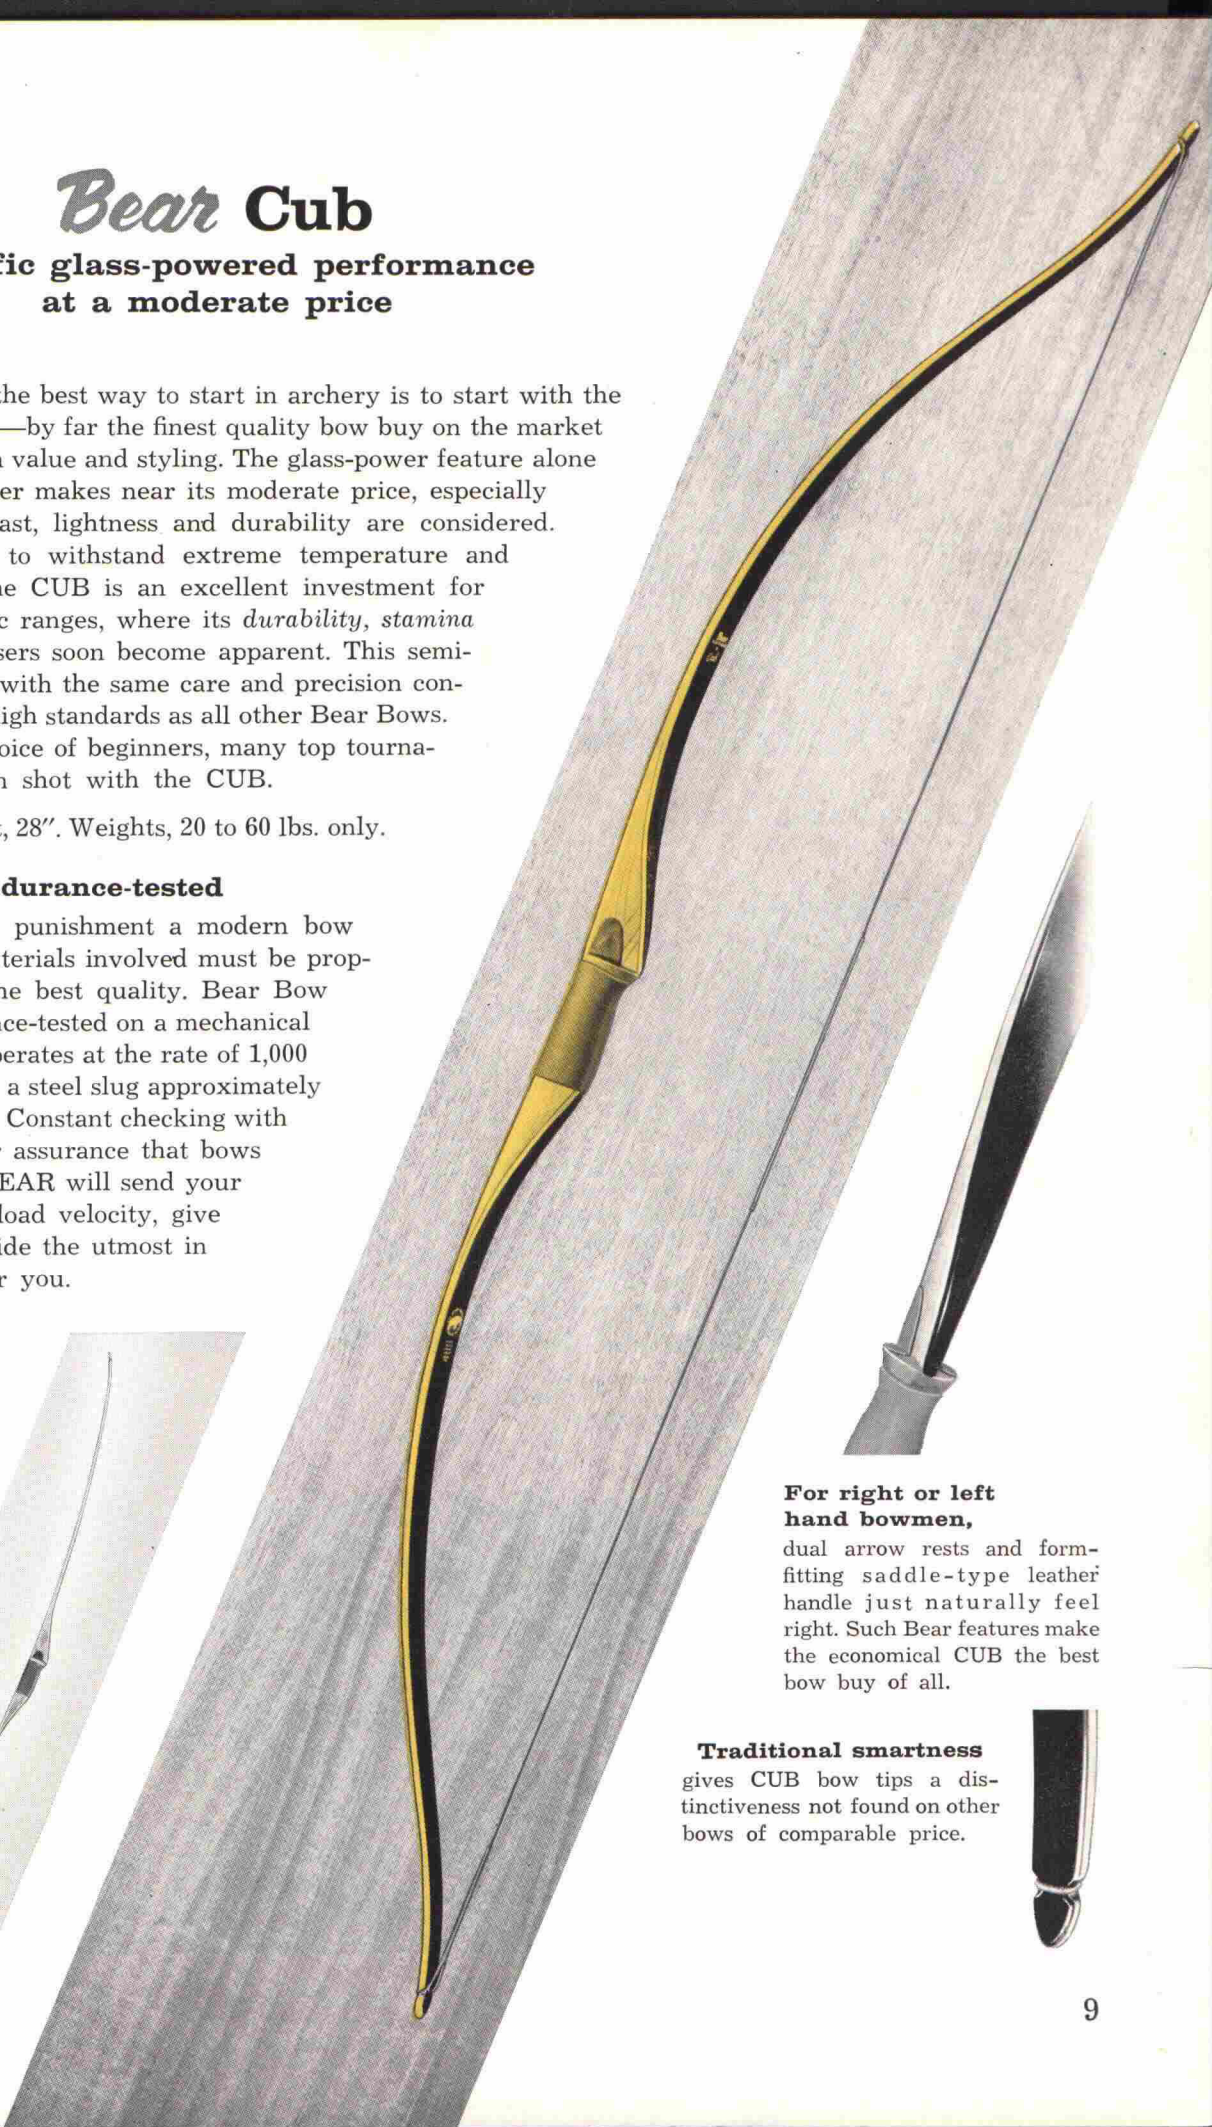 Bear Cub
glass-powered performance
at a moderate price
the best way to start in archery is to start with the
—by far the finest quality bow buy on the market
value and styling. The glass-power feature alone
makes near its moderate price, especially
lightness and durability are considered.
to withstand extreme temperature and
CUB is an excellent investment for
ranges, where its durability, stamina
soon become apparent. This semi-
with the same care and precision con-
standards as all other Bear Bows.
of beginners, many top tourna-
shot with the CUB.
, 28″. Weights, 20 to 60 lbs. only.
durance-tested
punishment a modern bow
terials involved must be prop-
best quality. Bear Bow
ce-tested on a mechanical
erates at the rate of 1,000
a steel slug approximately
Constant checking with
assurance that bows
EAR will send your
load velocity, give
ide the utmost in
you.
For right or left
hand bowmen,
dual arrow rests and form-
fitting saddle-type leather
handle just naturally feel
right. Such Bear features make
the economical CUB the best
bow buy of all.
Traditional smartness
gives CUB bow tips a dis-
tinctiveness not found on other
bows of comparable price.
9